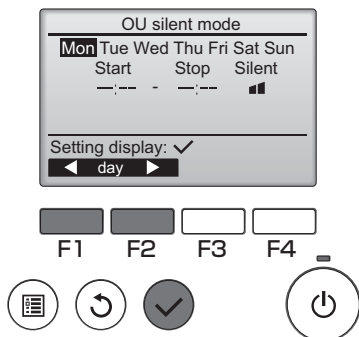 OU silent mode
Mon Tue Wed Thu Fri Sat Sun
Start Stop Silent
--:-- - --:--
Setting display: ✓
◀ day ▶
F1 F2 F3 F4